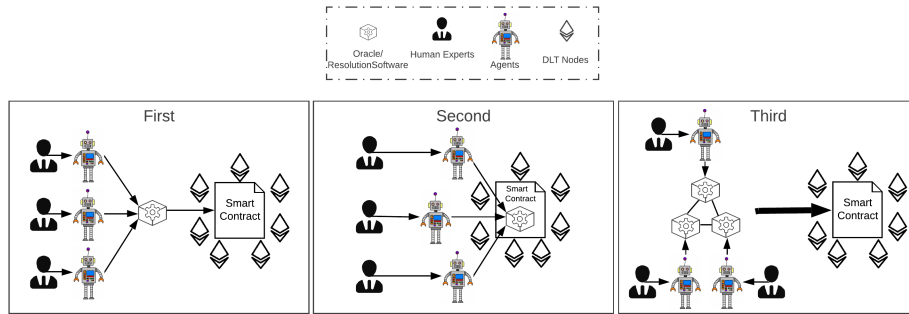 Oracle/
ResolutionSoftware
Human Experts
Agents
DLT Nodes
First
Smart
Contract
Second
Smart
Contract
Third
Smart
Contract